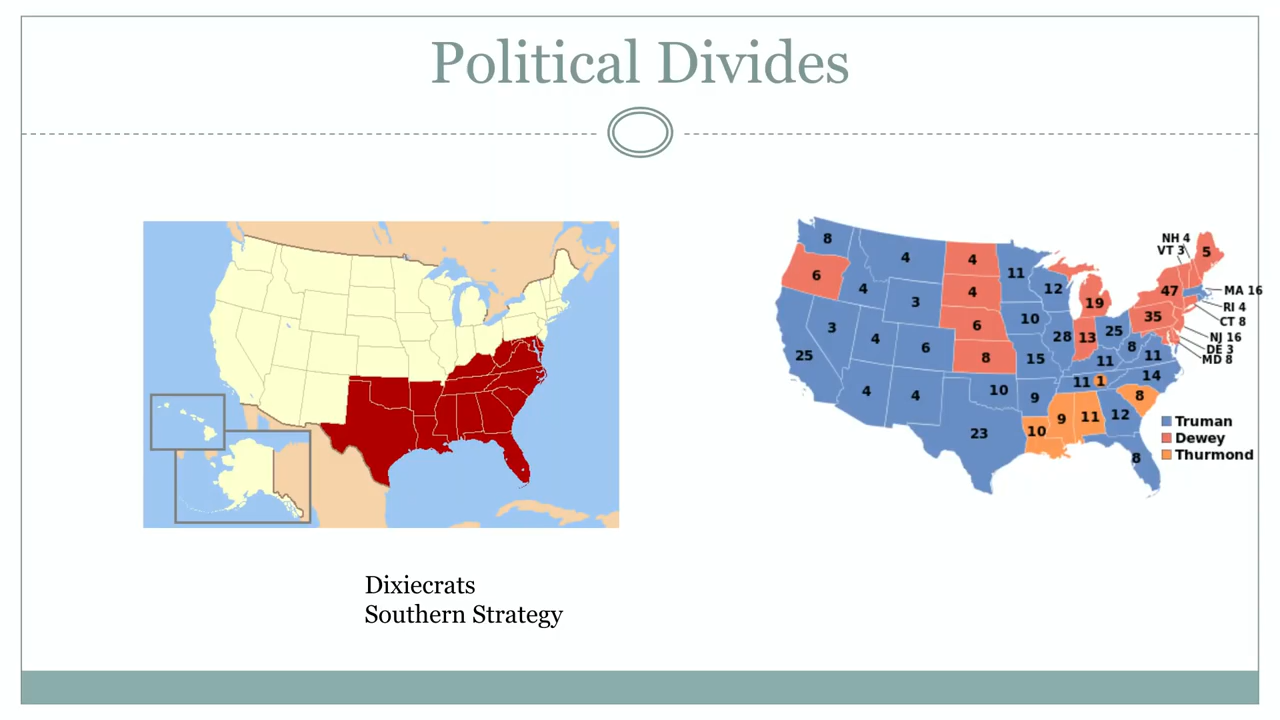 Political Divides
NH 4
VT 3
8
4
4
11
5
6
4
3
4
12
19
47
MA 16
RI 4
CT 8
3
4
6
6
10
28
13
25
35
NJ 16
DE 3
MD 8
25
8
15
11
8
11
4
4
10
9
11
1
14
23
10
9
11
12
8
8
Truman
Dewey
Thurmond
Dixiecrats
Southern Strategy